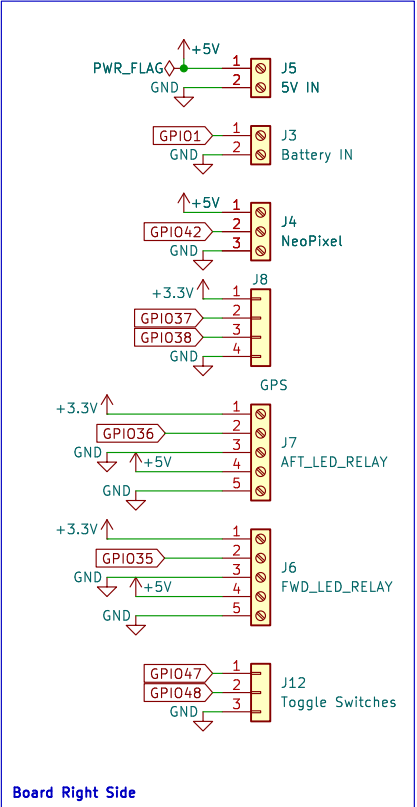 +5V
PWR_FLAG 1 J5
GND 2 5V IN
GPIO1 1 J3
GND 2 Battery IN
+5V 1
GPIO42 2 J4
GND 3 NeoPixel
J8
+3.3V 1
GPIO37 2
GPIO38 3
GND 4
GPS
+3.3V 1
GPIO36 2
GND 3 J7
+5V 4 AFT_LED_RELAY
GND 5
+3.3V 1
GPIO35 2
GND 3 J6
+5V 4 FWD_LED_RELAY
GND 5
GPIO47 1 J12
GPIO48 2 Toggle Switches
GND 3
Board Right Side